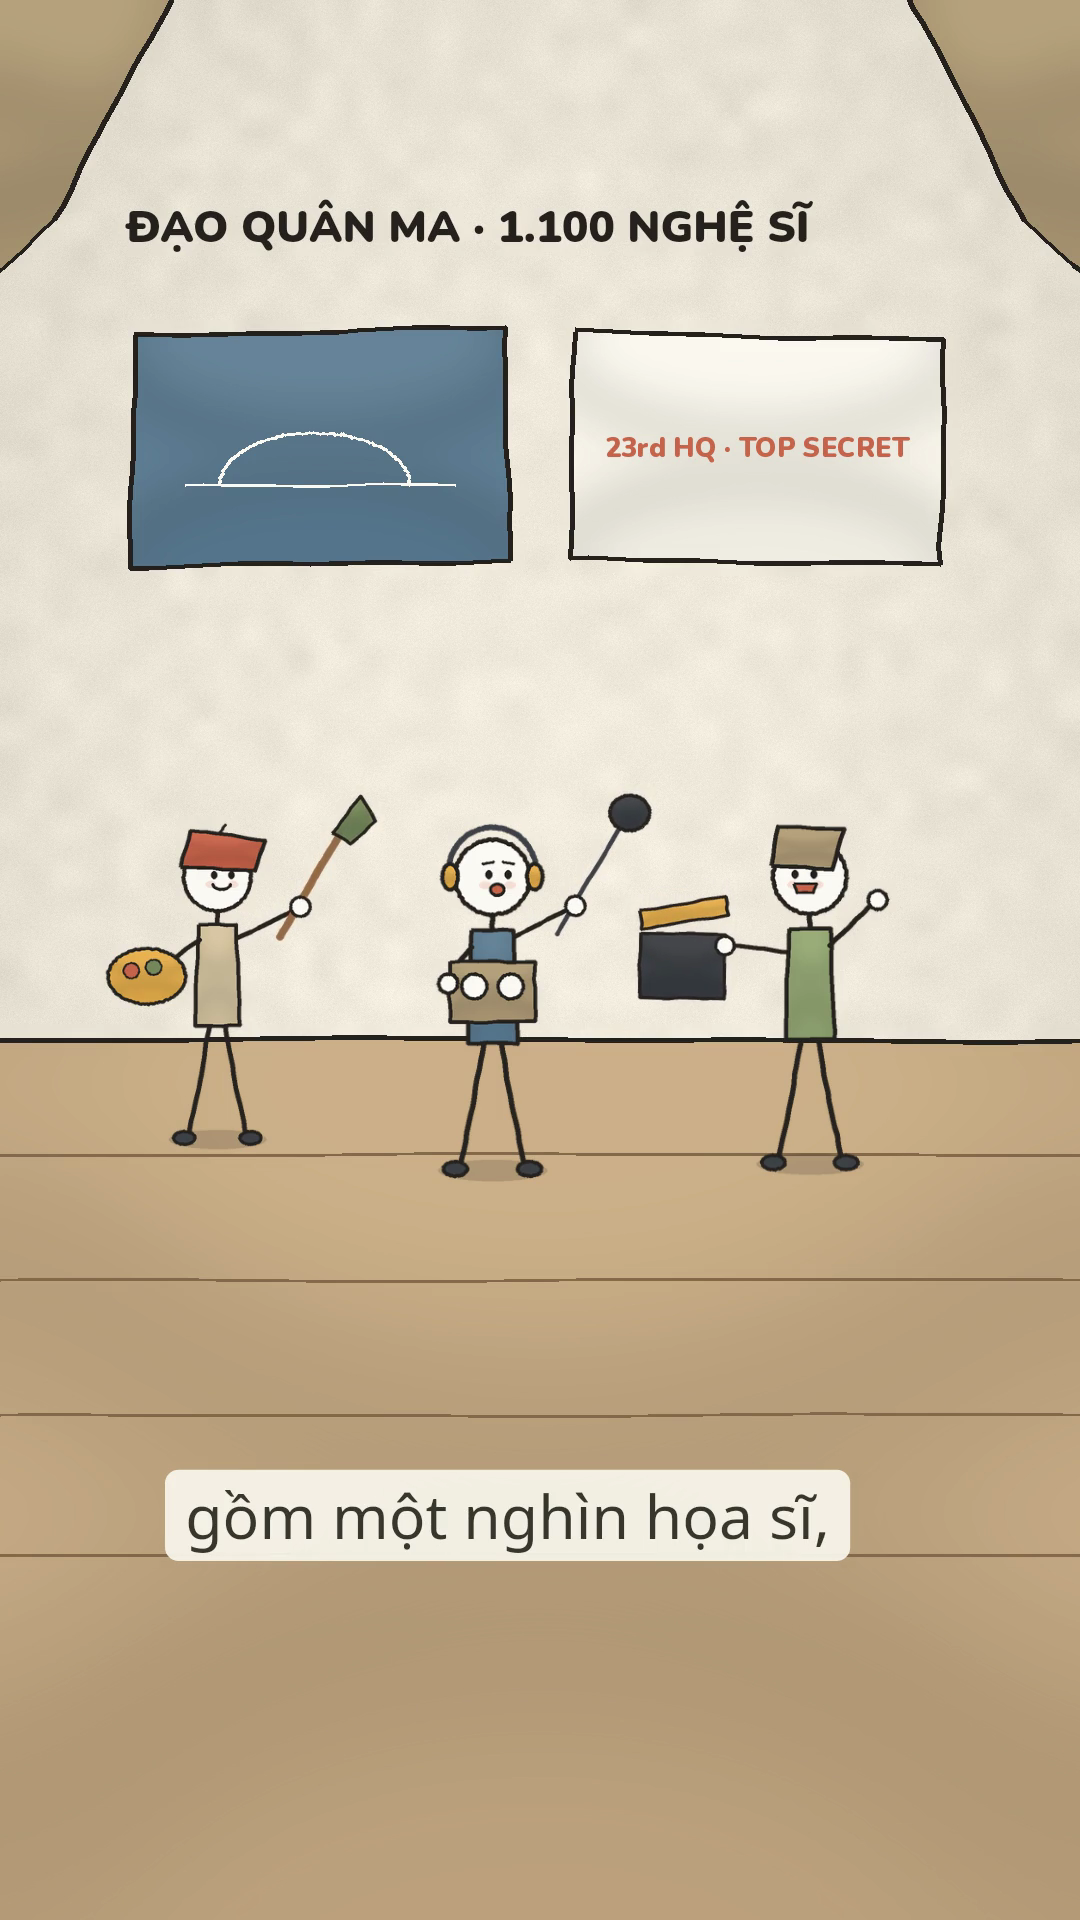 ĐẠO QUÂN MA · 1.100 NGHỆ SĨ
23rd HQ · TOP SECRET
gồm một nghìn họa sĩ,